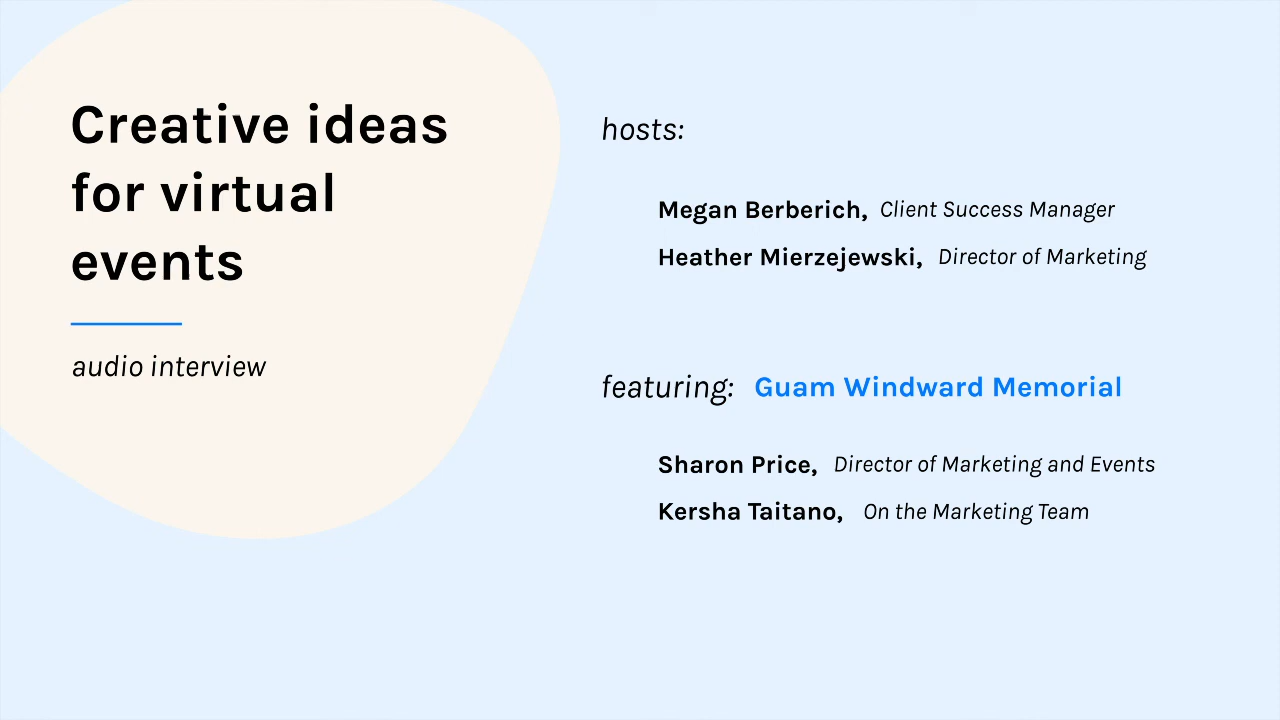 Creative ideas
for virtual
events
audio interview
hosts:
Megan Berberich, Client Success Manager
Heather Mierzejewski, Director of Marketing
featuring: Guam Windward Memorial
Sharon Price, Director of Marketing and Events
Kersha Taitano, On the Marketing Team